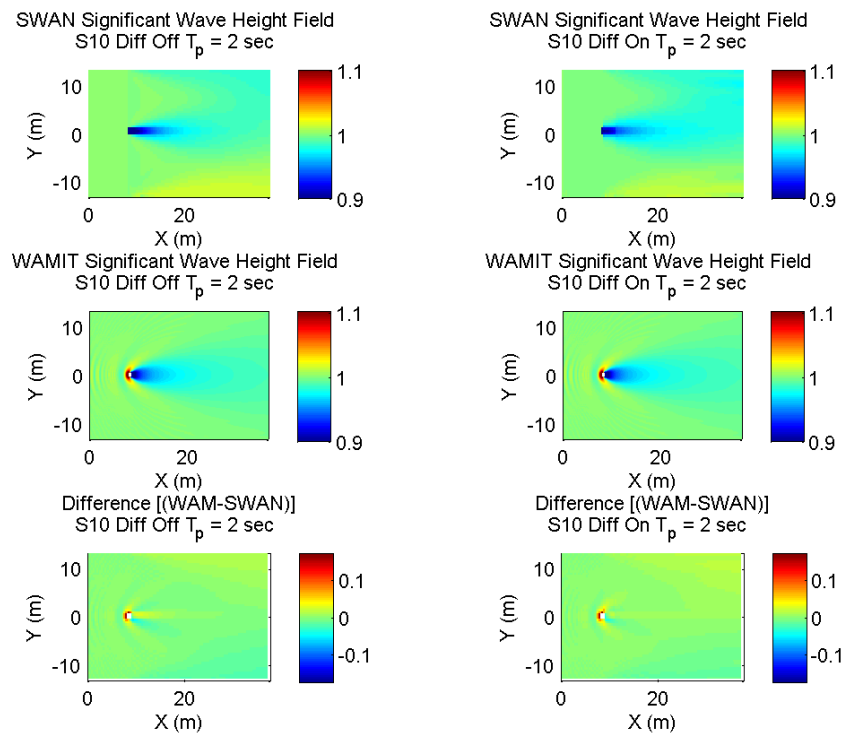 SWAN Significant Wave Height Field
S10 Diff Off Tp = 2 sec
Y (m)
10
0
-10
0
20
X (m)
1.1
1
0.9
SWAN Significant Wave Height Field
S10 Diff On Tp = 2 sec
Y (m)
10
0
-10
0
20
X (m)
1.1
1
0.9
WAMIT Significant Wave Height Field
S10 Diff Off Tp = 2 sec
Y (m)
10
0
-10
0
20
X (m)
1.1
1
0.9
WAMIT Significant Wave Height Field
S10 Diff On Tp = 2 sec
Y (m)
10
0
-10
0
20
X (m)
1.1
1
0.9
Difference [(WAM-SWAN)]
S10 Diff Off Tp = 2 sec
Y (m)
10
0
-10
0
20
X (m)
0.1
0
-0.1
Difference [(WAM-SWAN)]
S10 Diff On Tp = 2 sec
Y (m)
10
0
-10
0
20
X (m)
0.1
0
-0.1